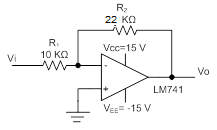 R₂
22 KΩ
Vcc=15 V
Vi
R₁
10 KΩ
-
+
Vo
LM741
VEE= -15 V